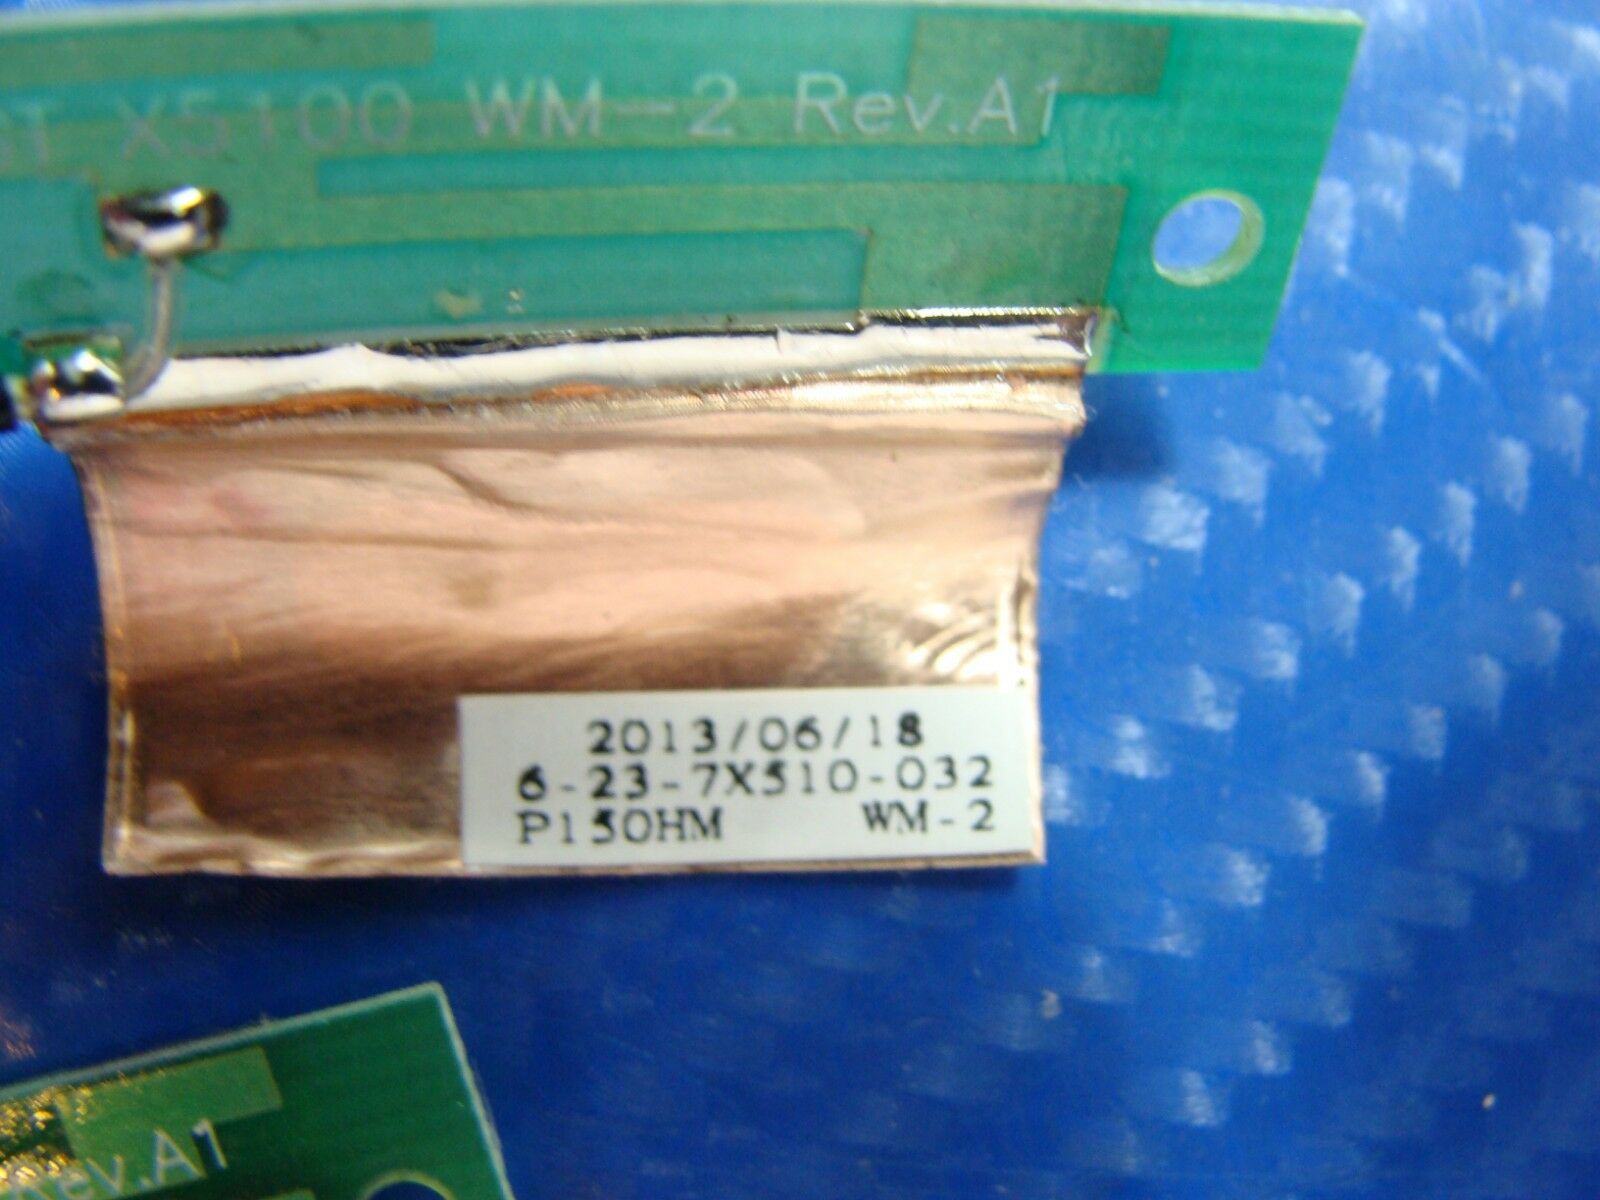 X5100 WM-2 Rev.A1
2013/06/18
6-23-7X510-032
P150HM WM-2
Rev.A1